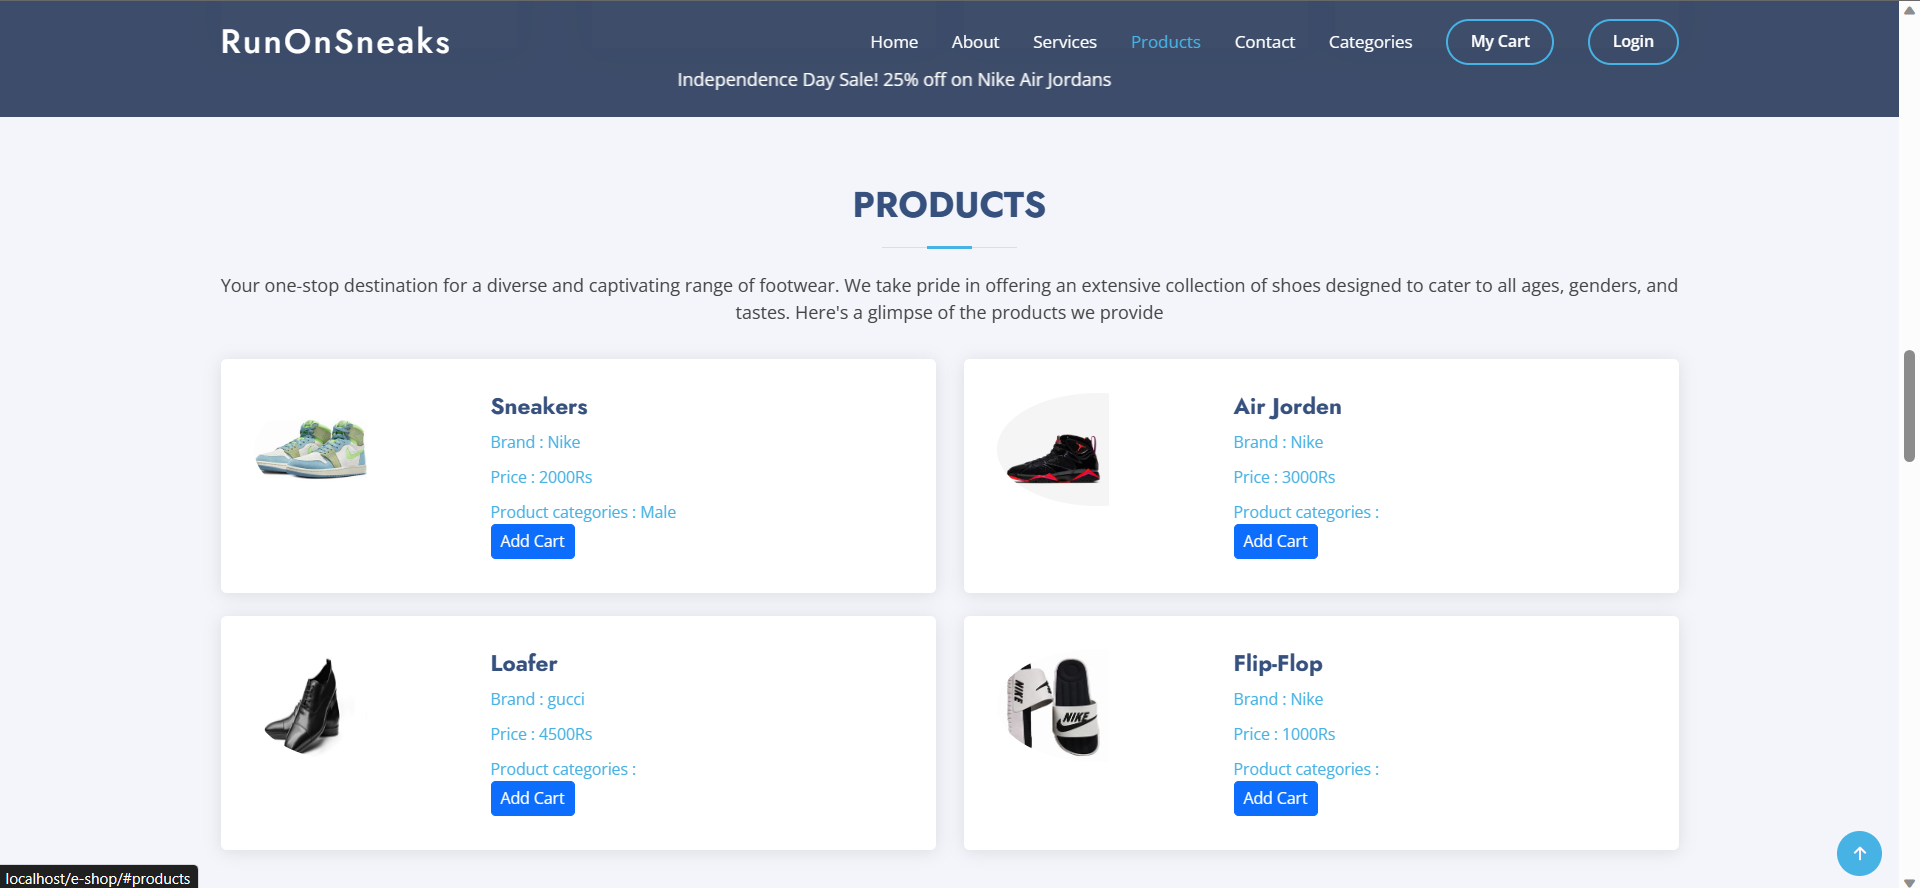 RunOnSneaks
Home About Services Products Contact Categories My Cart Login
Independence Day Sale! 25% off on Nike Air Jordans
PRODUCTS
Your one-stop destination for a diverse and captivating range of footwear. We take pride in offering an extensive collection of shoes designed to cater to all ages, genders, and
tastes. Here's a glimpse of the products we provide
Sneakers
Brand : Nike
Price : 2000Rs
Product categories : Male
Add Cart
Air Jorden
Brand : Nike
Price : 3000Rs
Product categories :
Add Cart
Loafer
Brand : gucci
Price : 4500Rs
Product categories :
Add Cart
NIKE
NIKE
Flip-Flop
Brand : Nike
Price : 1000Rs
Product categories :
Add Cart
localhost/e-shop/#products